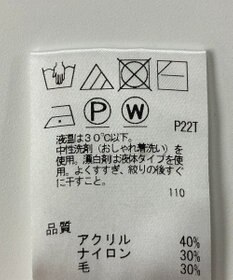 P W P22T
液温は30℃以下。
中性洗剤(おしゃれ着洗い)を
使用。漂白剤は液体タイプを使
用。よくすすぎ、絞りの後すぐ
に干すこと。
110
品質
アクリル 40%
ナイロン 30%
毛 30%